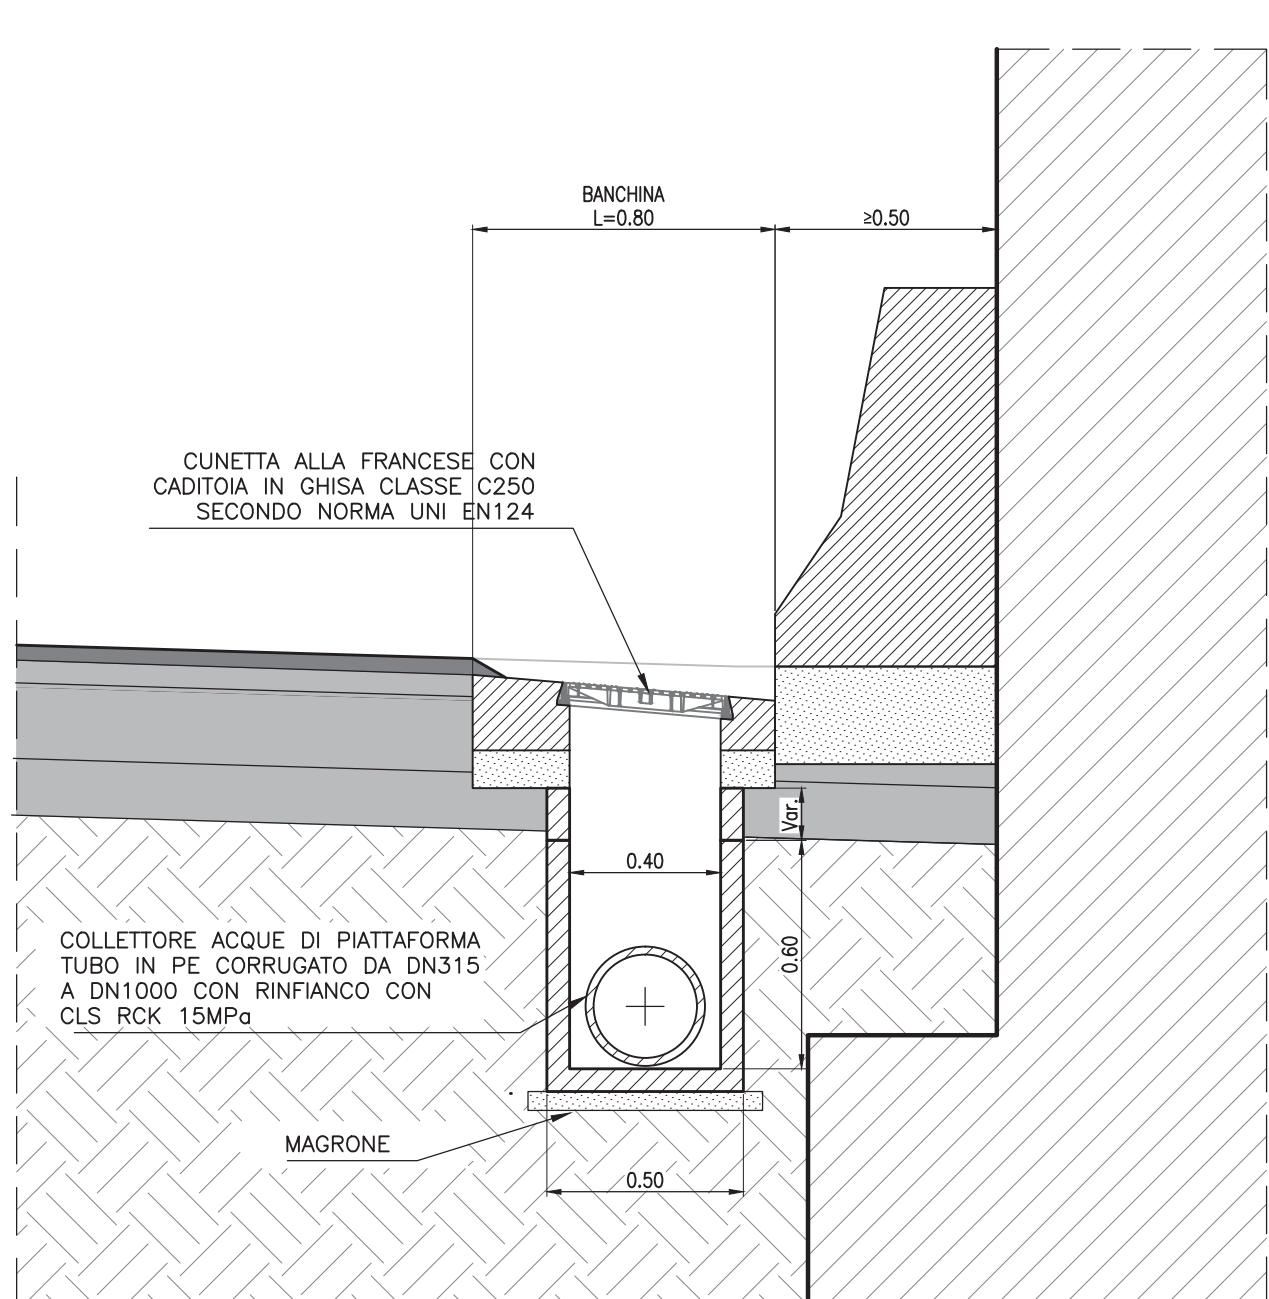 BANCHINA
L=0.80
≥0.50
CUNETTA ALLA FRANCESE CON
CADITOIA IN GHISA CLASSE C250
SECONDO NORMA UNI EN124
Var.
0.40
0.60
COLLETTORE ACQUE DI PIATTAFORMA
TUBO IN PE CORRUGATO DA DN315
A DN1000 CON RINFIANCO CON
CLS RCK 15MPa
MAGRONE
0.50